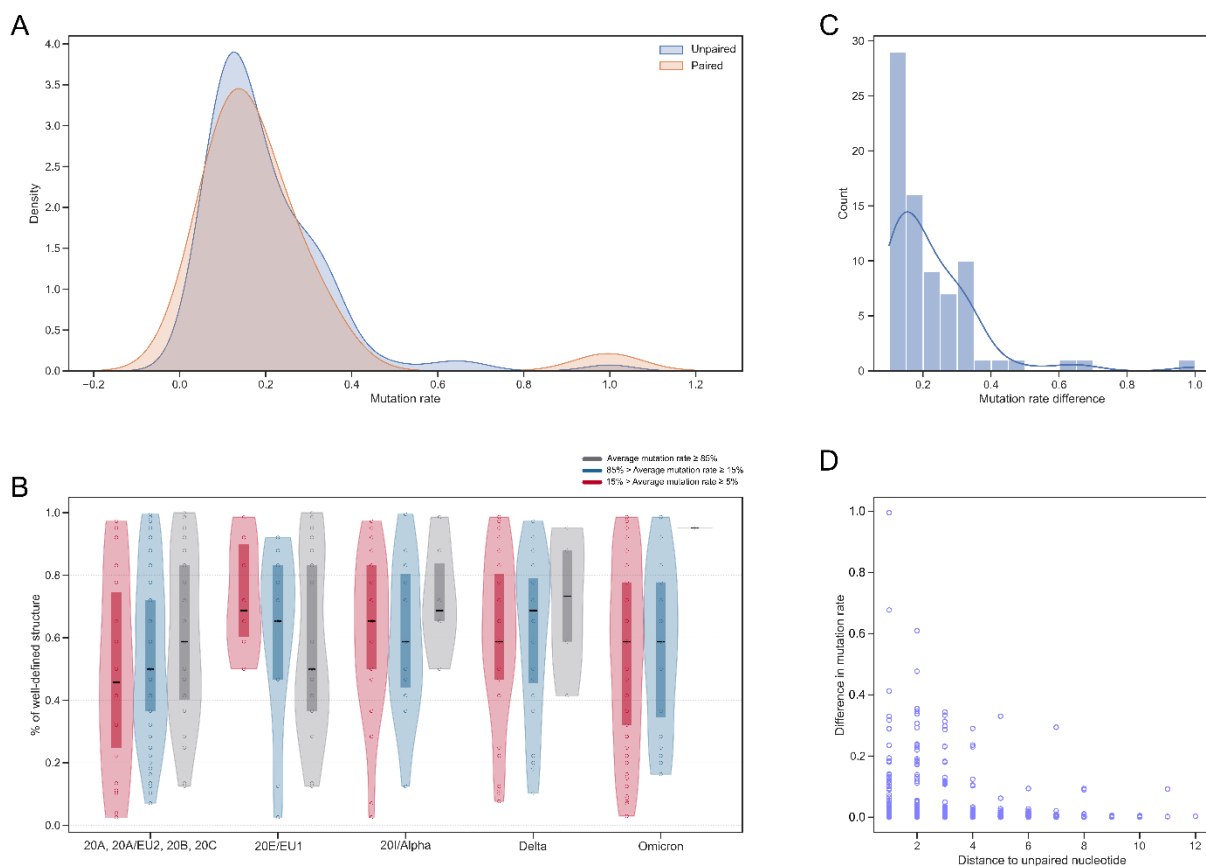 A
4.0
3.5
3.0
2.5
2.0
1.5
1.0
0.5
0.0
Density
−0.2
0.0
0.2
0.4
0.6
0.8
1.0
1.2
Mutation rate
Unpaired
Paired
C
30
25
20
15
10
5
0
Count
0.2
0.4
0.6
0.8
1.0
Mutation rate difference
B
Average mutation rate ≥ 85%
85% > Average mutation rate ≥ 15%
15% > Average mutation rate ≥ 5%
1.0
0.8
0.6
0.4
0.2
0.0
% of well-defined structure
20A, 20A/EU2, 20B, 20C
20E/EU1
20I/Alpha
Delta
Omicron
D
1.0
0.8
0.6
0.4
0.2
0.0
Difference in mutation rate
2
4
6
8
10
12
Distance to unpaired nucleotide